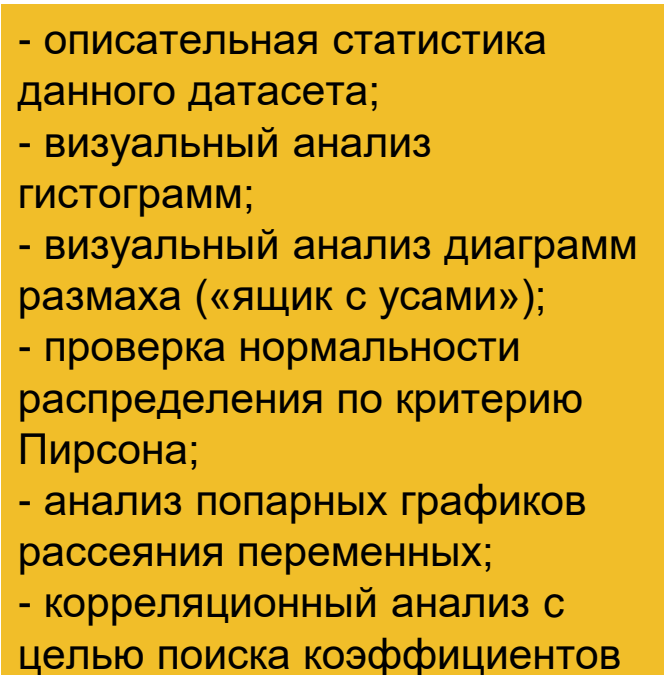 - описательная статистика
данного датасета;
- визуальный анализ
гистограмм;
- визуальный анализ диаграмм
размаха («ящик с усами»);
- проверка нормальности
распределения по критерию
Пирсона;
- анализ попарных графиков
рассеяния переменных;
- корреляционный анализ с
целью поиска коэффициентов